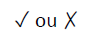 ✓ ou ✗